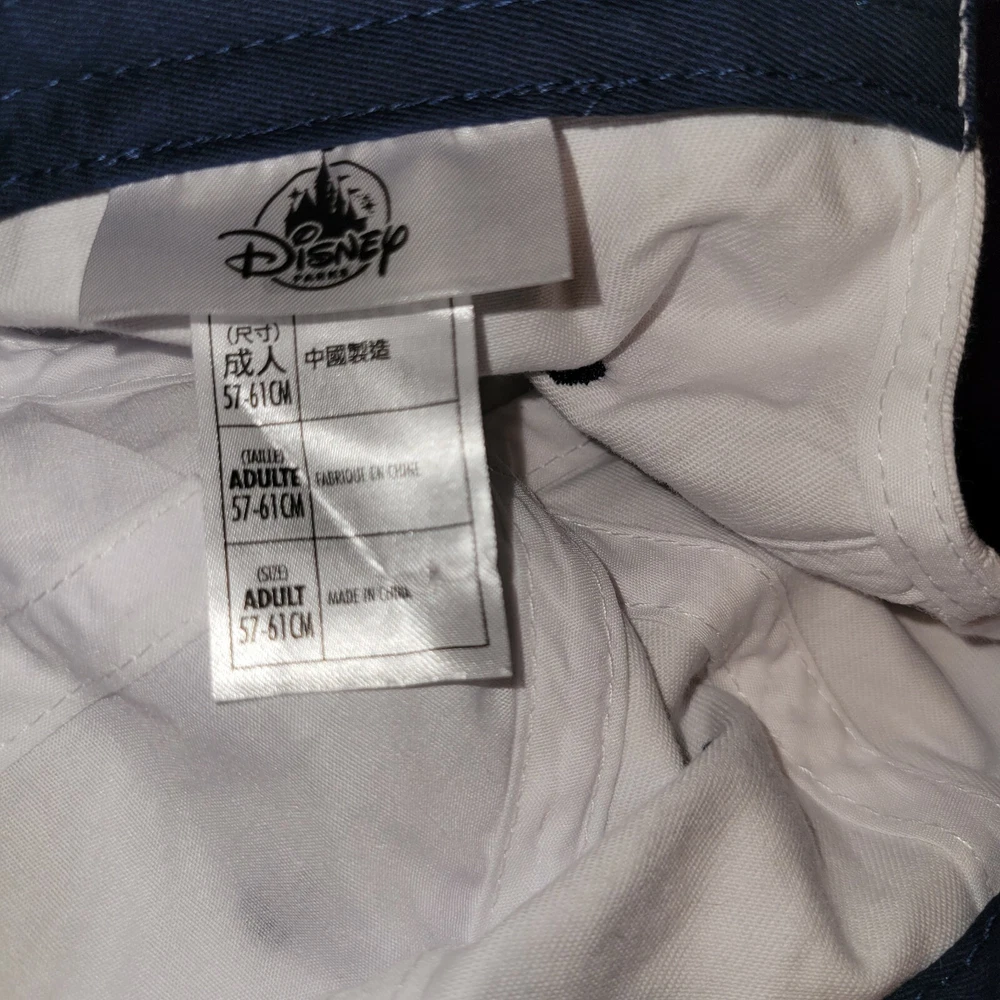 Disney
PARKS
(尺寸)
成人
57-61CM
中國製造
(TAILLE)
ADULTE
57-61CM
FABRIQUE EN CHINE
(SIZE)
ADULT
57-61CM
MADE IN CHINA